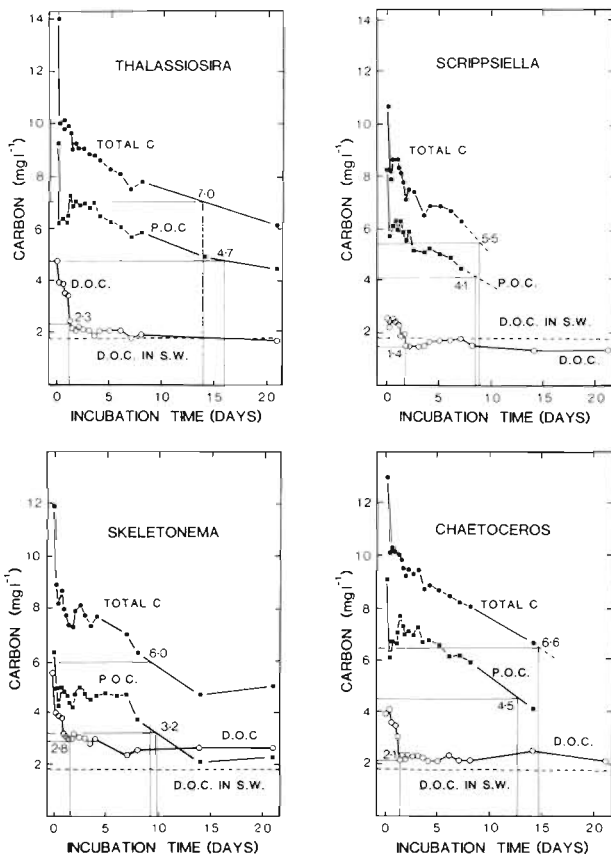 THALASSIOSIRA
14
12
10
8
6
4
2
CARBON (mg l⁻¹)
TOTAL C
7·0
P.O.C.
4·7
D.O.C.
2·3
D.O.C. IN S.W.
0 5 10 15 20
INCUBATION TIME (DAYS)
SCRIPPSIELLA
14
12
10
8
6
4
2
CARBON (mg l⁻¹)
TOTAL C
5·5
4·1
P.O.C.
D.O.C. IN S.W.
1·4
D.O.C.
0 5 10 15 20
INCUBATION TIME (DAYS)
SKELETONEMA
12
10
8
6
4
2
CARBON (mg l⁻¹)
TOTAL C
6·0
P O C.
3·2
D.O.C
2·8
D.O.C. IN S.W.
0 5 10 15 20
INCUBATION TIME (DAYS)
CHAETOCEROS
12
10
8
6
4
2
CARBON (mg l⁻¹)
TOTAL C
6·6
P.O.C.
4·5
D.O.C.
2·1
D.O.C. IN S.W.
0 5 10 15 20
INCUBATION TIME (DAYS)